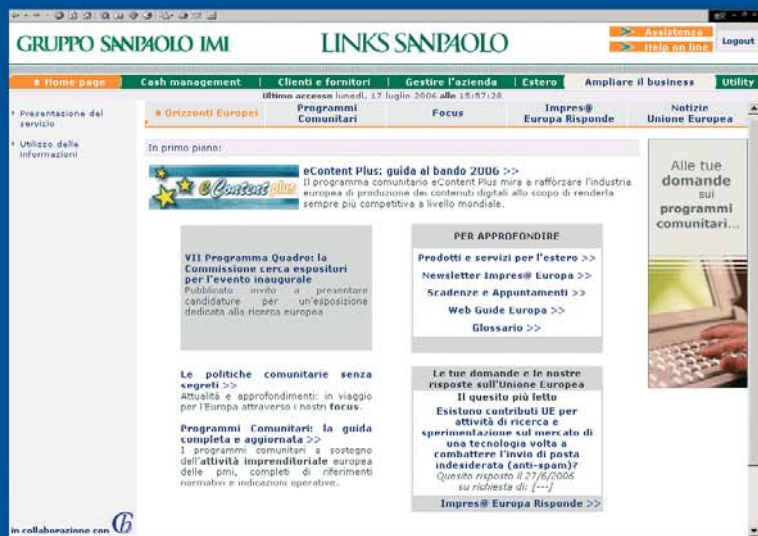 GRUPPO SANPAOLO IMI
LINKS SANPAOLO
>> Assistenza
>> Help on line
Logout
Home page
Cash management | Clienti e fornitori | Gestire l'azienda | Estero
Ampliare il business
Utility
Ultimo accesso lunedì, 17 luglio 2006 alle 15:57:28
Presentazione del servizio
Utilizzo delle informazioni
Orizzonti Europei
Programmi Comunitari
Focus
Impres@ Europa Risponde
Notizie Unione Europea
In primo piano:
eContent plus
eContent Plus: guida al bando 2006 >>
Il programma comunitario eContent Plus mira a rafforzare l'industria
europea di produzione dei contenuti digitali allo scopo di renderla
sempre più competitiva a livello mondiale.
VII Programma Quadro: la
Commissione cerca espositori
per l'evento inaugurale
Pubblicato invito a presentare
candidature per un'esposizione
dedicata alla ricerca europea
Le politiche comunitarie senza
segreti >>
Attualità e approfondimenti: in viaggio
per l'Europa attraverso i nostri focus.
Programmi Comunitari: la guida
completa e aggiornata >>
I programmi comunitari a sostegno
dell'attività imprenditoriale europea
delle pmi, completi di riferimenti
normativi e indicazioni operative.
PER APPROFONDIRE
Prodotti e servizi per l'estero >>
Newsletter Impres@ Europa >>
Scadenze e Appuntamenti >>
Web Guide Europa >>
Glossario >>
Le tue domande e le nostre
risposte sull'Unione Europea
Il quesito più letto
Esistono contributi UE per
attività di ricerca e
sperimentazione sul mercato di
una tecnologia volta a
combattere l'invio di posta
indesiderata (anti-spam)?
Quesito risposto il 27/6/2006
su richiesta di: [---]
Impres@ Europa Risponde >>
Alle tue
domande
sui
programmi
comunitari...
in collaborazione con